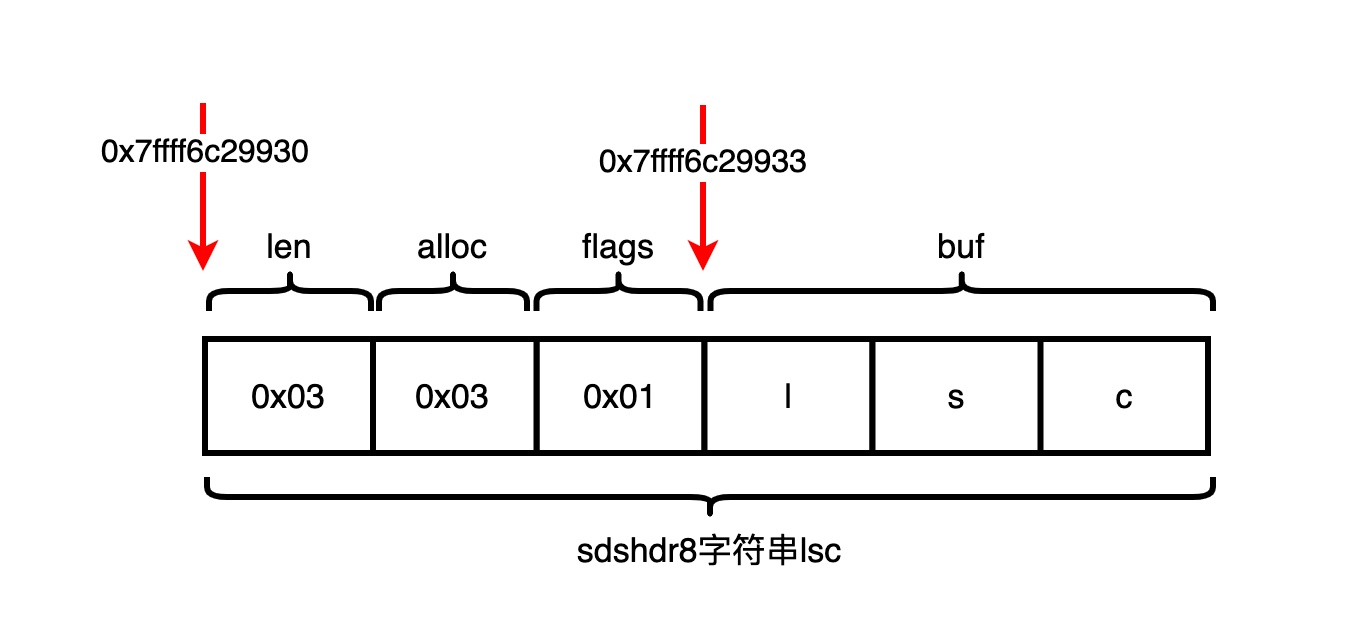 0x7ffff6c29930
0x7ffff6c29933
len alloc flags buf
0x03 0x03 0x01 l s c
sdshdr8字符串lsc